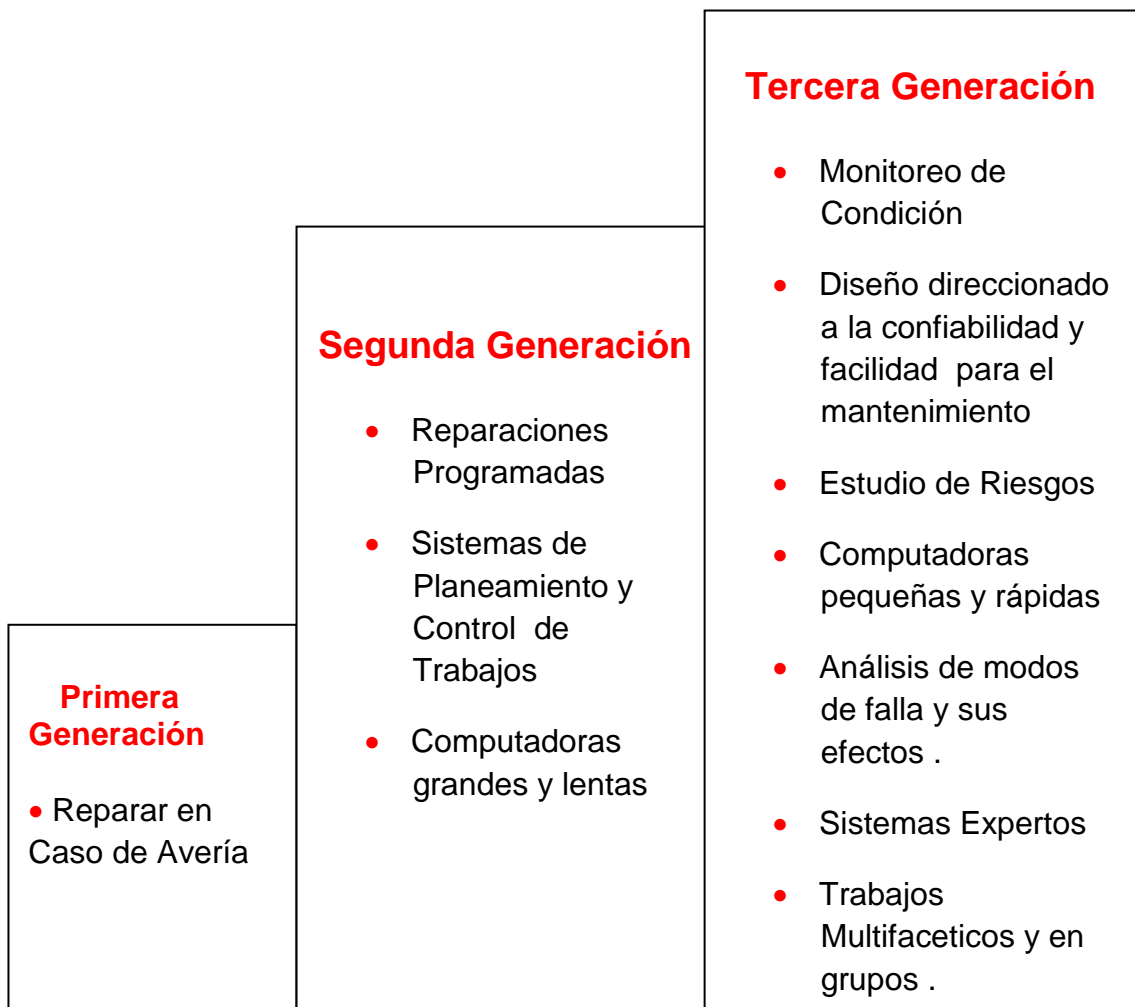 Primera
Generación
• Reparar en
Caso de Avería
Segunda Generación
• Reparaciones
Programadas
• Sistemas de
Planeamiento y
Control de
Trabajos
• Computadoras
grandes y lentas
Tercera Generación
• Monitoreo de
Condición
• Diseño direccionado
a la confiabilidad y
facilidad para el
mantenimiento
• Estudio de Riesgos
• Computadoras
pequeñas y rápidas
• Análisis de modos
de falla y sus
efectos .
• Sistemas Expertos
• Trabajos
Multifaceticos y en
grupos .